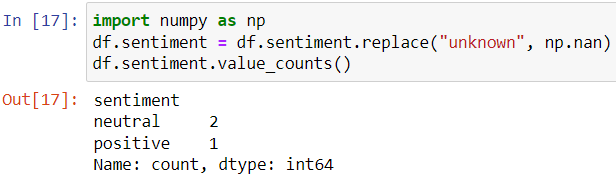 In [17]: import numpy as np
df.sentiment = df.sentiment.replace("unknown", np.nan)
df.sentiment.value_counts()
Out[17]: sentiment
neutral     2
positive    1
Name: count, dtype: int64